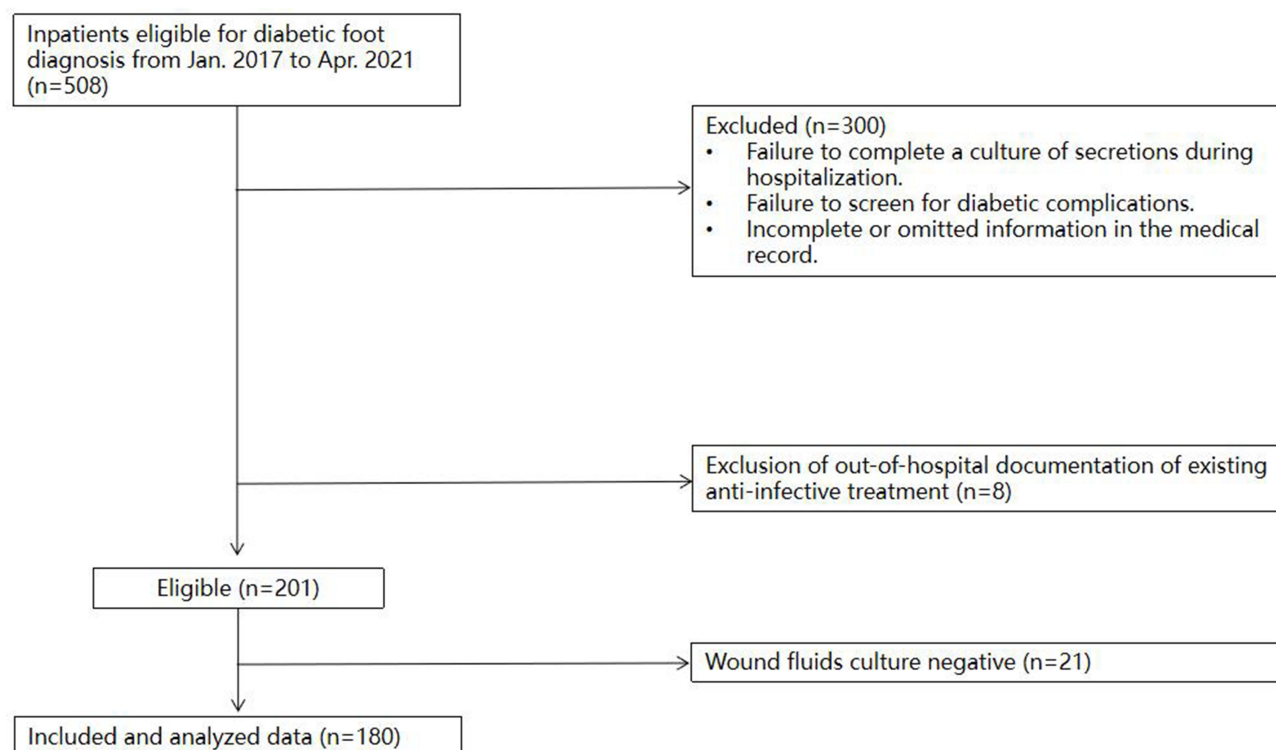 Inpatients eligible for diabetic foot
diagnosis from Jan. 2017 to Apr. 2021
(n=508)
Excluded (n=300)
• Failure to complete a culture of secretions during
hospitalization.
• Failure to screen for diabetic complications.
• Incomplete or omitted information in the medical
record.
Exclusion of out-of-hospital documentation of existing
anti-infective treatment (n=8)
Eligible (n=201)
Wound fluids culture negative (n=21)
Included and analyzed data (n=180)